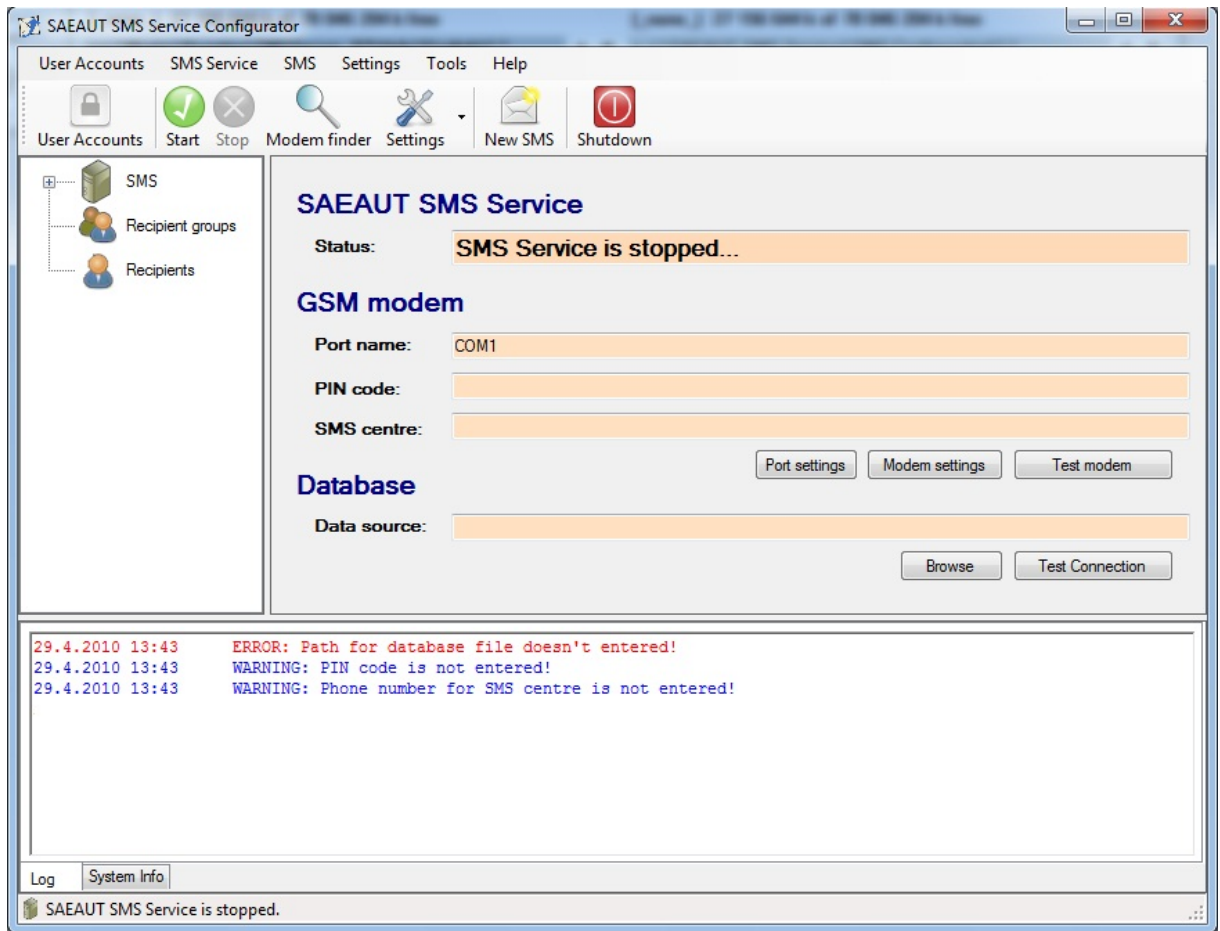 SAEAUT SMS Service Configurator
User Accounts SMS Service SMS Settings Tools Help
User Accounts Start Stop Modem finder Settings New SMS Shutdown
SMS
Recipient groups
Recipients
SAEAUT SMS Service
Status: SMS Service is stopped...
GSM modem
Port name: COM1
PIN code:
SMS centre:
Port settings Modem settings Test modem
Database
Data source:
Browse Test Connection
29.4.2010 13:43 ERROR: Path for database file doesn't entered!
29.4.2010 13:43 WARNING: PIN code is not entered!
29.4.2010 13:43 WARNING: Phone number for SMS centre is not entered!
Log System Info
SAEAUT SMS Service is stopped.